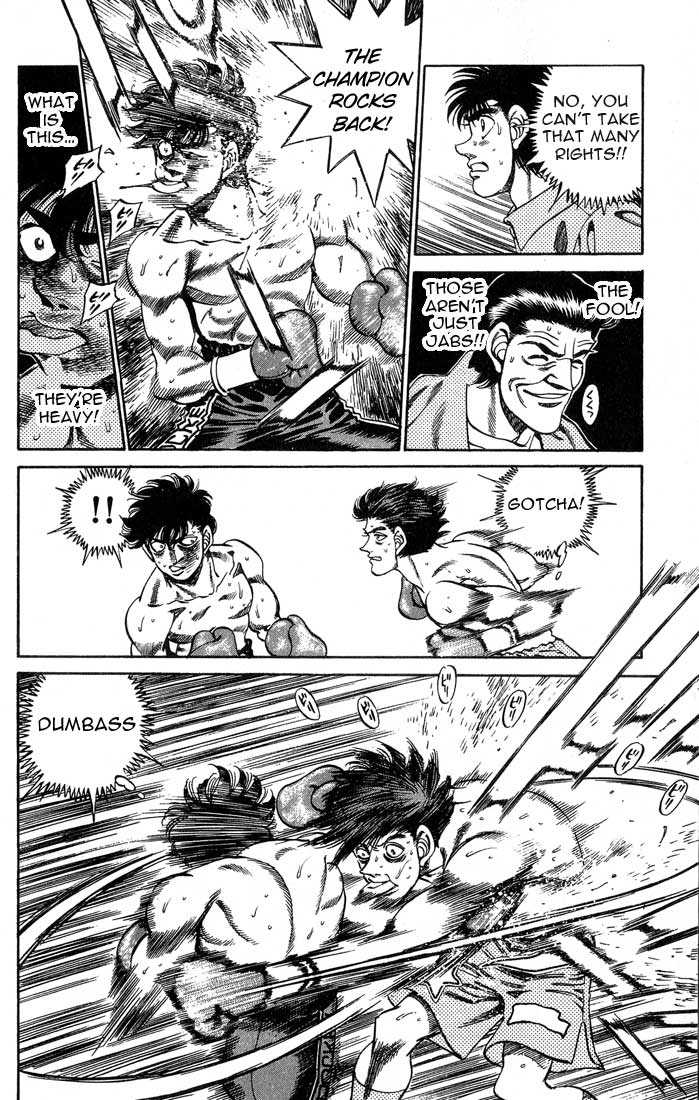 NO, YOU
CAN'T TAKE
THAT MANY
RIGHTS!!
THE
FOOL!
THOSE
AREN'T
JUST
JABS!!
THE
CHAMPION
ROCKS
BACK!
WHAT
IS
THIS...
THEY'RE
HEAVY!
GOTCHA!
!!
DUMBASS